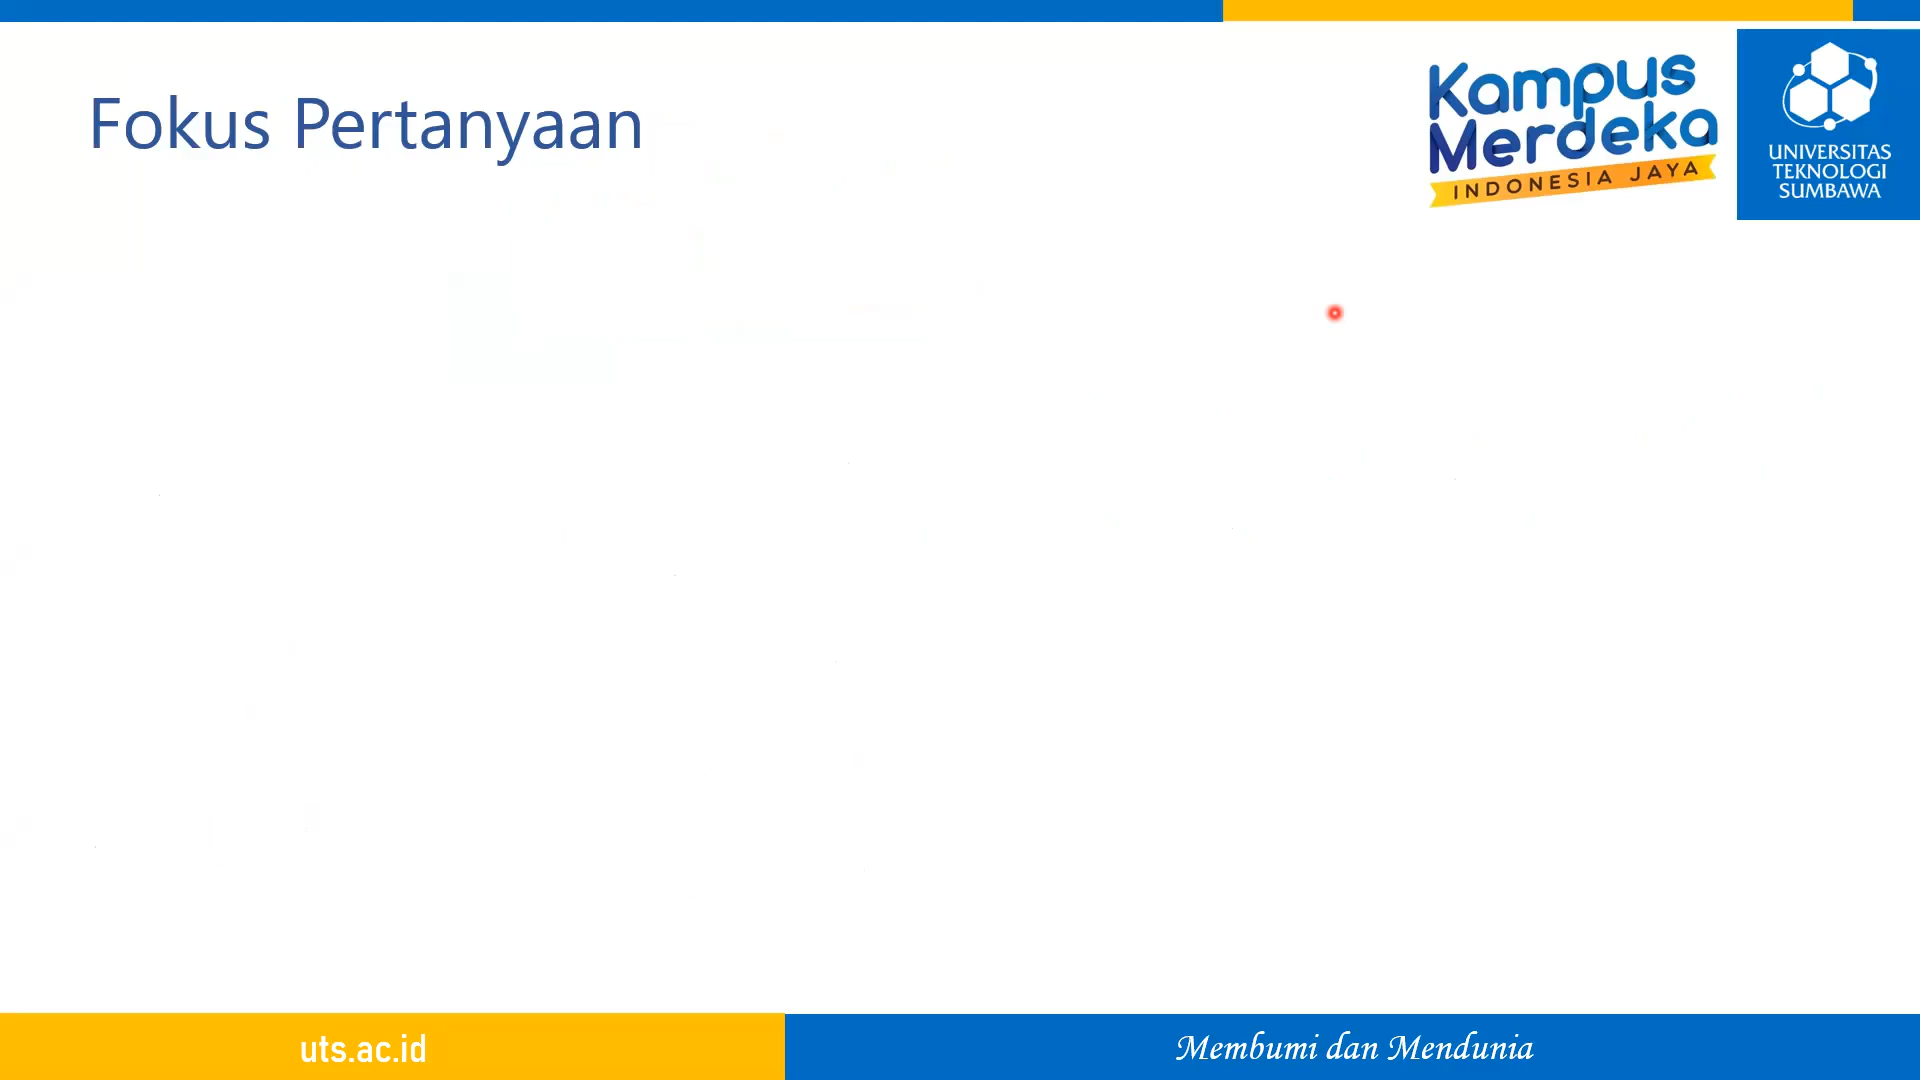 Fokus Pertanyaan
Kampus
Merdeka
INDONESIA JAYA
UNIVERSITAS
TEKNOLOGI
SUMBAWA
uts.ac.id
Membumi dan Mendunia